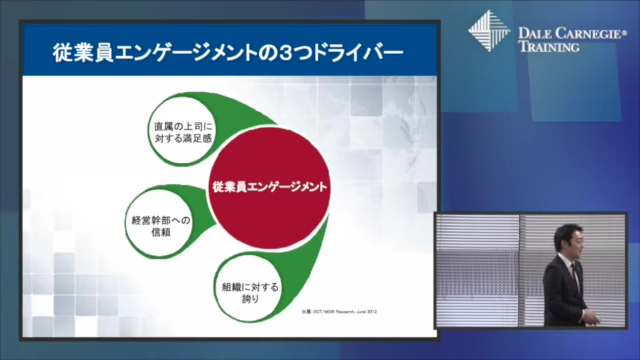 従業員エンゲージメントの3つドライバー
DALE CARNEGIE®
TRAINING
直属の上司に
対する満足感
従業員エンゲージメント
経営幹部への
信頼
組織に対する
誇り
出展：DCT/MSW Research, June 2012